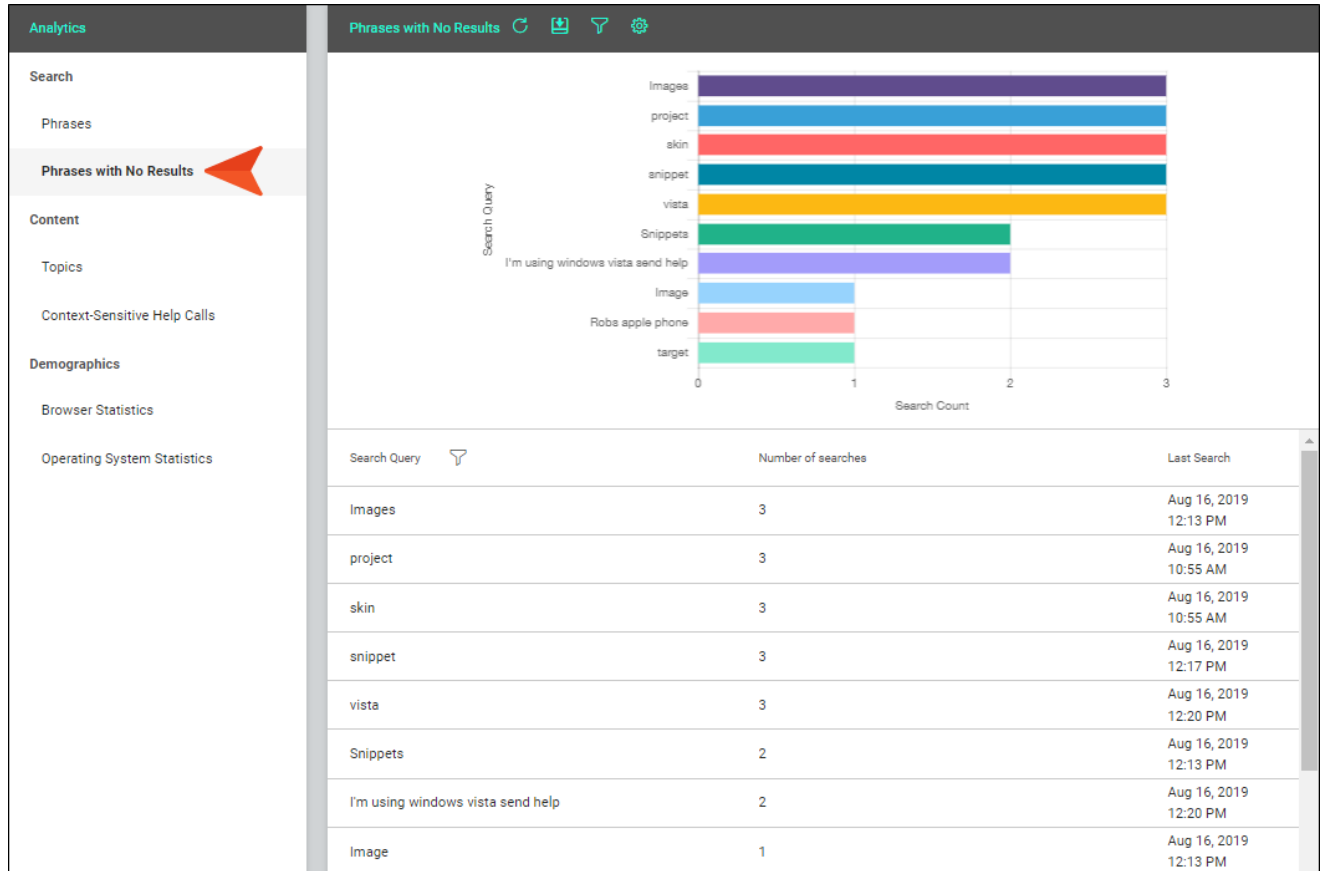 Analytics
Search
Phrases
Phrases with No Results
Content
Topics
Context-Sensitive Help Calls
Demographics
Browser Statistics
Operating System Statistics
Phrases with No Results
Search Query
Images
project
skin
snippet
vista
Snippets
I'm using windows vista send help
Image
Robs apple phone
target
0 1 2 3
Search Count
Search Query Number of searches Last Search
Images 3 Aug 16, 2019
12:13 PM
project 3 Aug 16, 2019
10:55 AM
skin 3 Aug 16, 2019
10:55 AM
snippet 3 Aug 16, 2019
12:17 PM
vista 3 Aug 16, 2019
12:20 PM
Snippets 2 Aug 16, 2019
12:13 PM
I'm using windows vista send help 2 Aug 16, 2019
12:20 PM
Image 1 Aug 16, 2019
12:13 PM